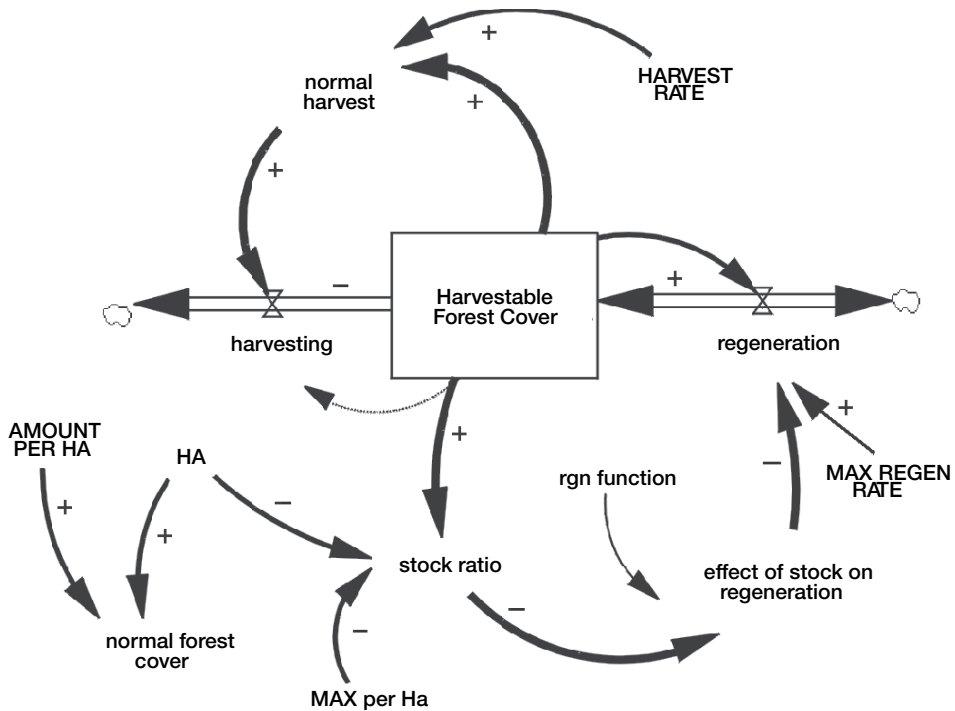 +
HARVEST
RATE
normal
harvest
+
+
−
+
Harvestable
Forest Cover
harvesting
regeneration
+
AMOUNT
PER HA
HA
+
+
−
−
MAX REGEN
RATE
rgn function
+
stock ratio
effect of stock on
regeneration
−
normal forest
cover
−
MAX per Ha